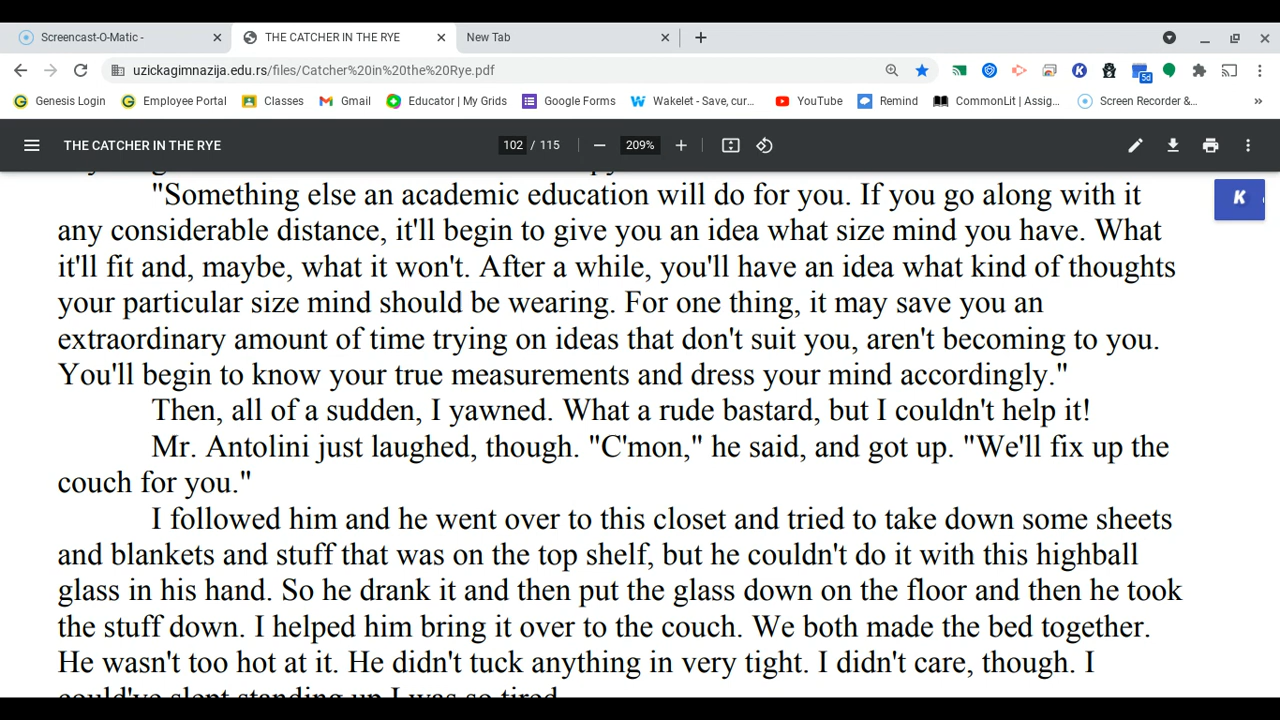 Screencast-O-Matic -
THE CATCHER IN THE RYE
New Tab
uzickagimnazija.edu.rs/files/Catcher%20in%20the%20Rye.pdf
5d
Genesis Login
Employee Portal
Classes
Gmail
Educator | My Grids
Google Forms
Wakelet - Save, cur...
YouTube
Remind
CommonLit | Assig...
Screen Recorder &...
»
THE CATCHER IN THE RYE
102 / 115
209%
K
"Something else an academic education will do for you. If you go along with it
any considerable distance, it'll begin to give you an idea what size mind you have. What
it'll fit and, maybe, what it won't. After a while, you'll have an idea what kind of thoughts
your particular size mind should be wearing. For one thing, it may save you an
extraordinary amount of time trying on ideas that don't suit you, aren't becoming to you.
You'll begin to know your true measurements and dress your mind accordingly."
Then, all of a sudden, I yawned. What a rude bastard, but I couldn't help it!
Mr. Antolini just laughed, though. "C'mon," he said, and got up. "We'll fix up the
couch for you."
I followed him and he went over to this closet and tried to take down some sheets
and blankets and stuff that was on the top shelf, but he couldn't do it with this highball
glass in his hand. So he drank it and then put the glass down on the floor and then he took
the stuff down. I helped him bring it over to the couch. We both made the bed together.
He wasn't too hot at it. He didn't tuck anything in very tight. I didn't care, though. I
could've slept standing up I was so tired.